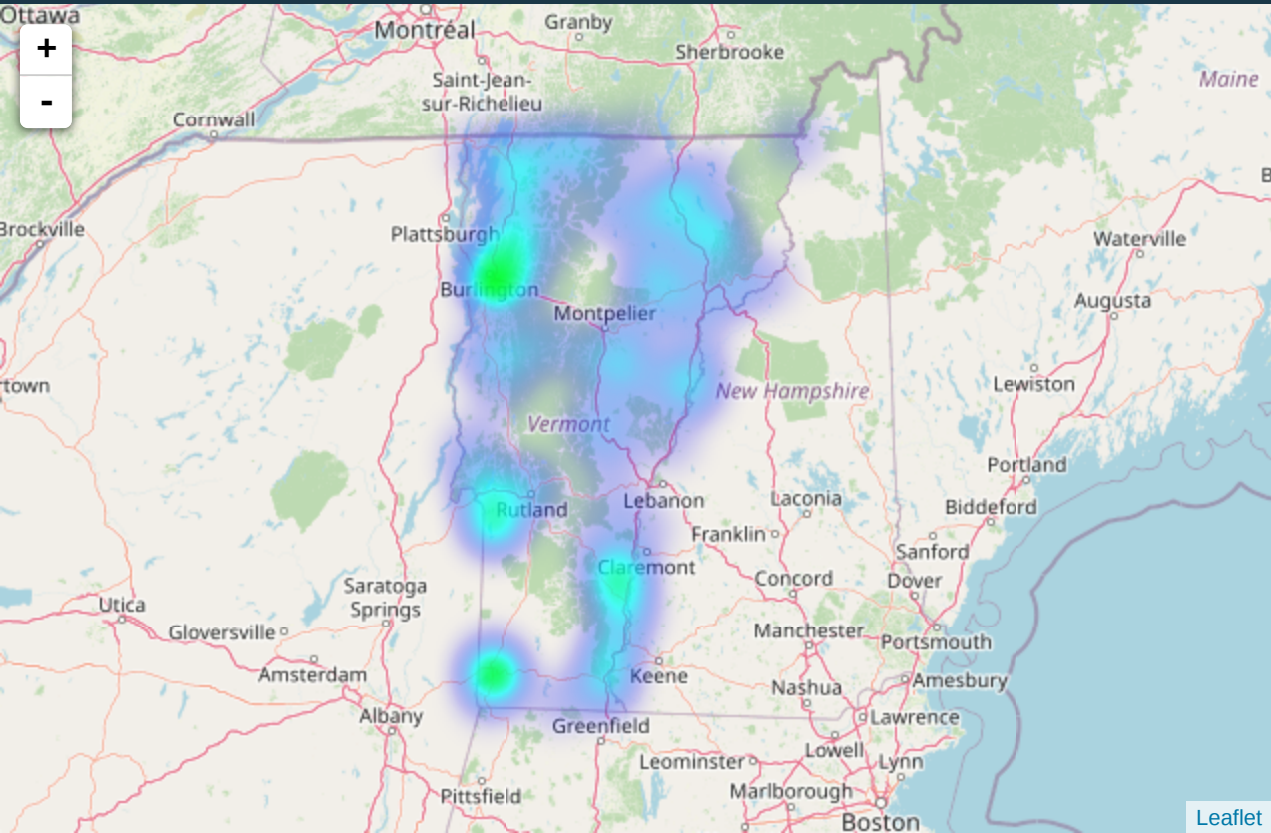 Ottawa
Montréal
Granby
Sherbrooke
+
-
Saint-Jean-
sur-Richelieu
Maine
Cornwall
Brockville
Plattsburgh
Waterville
Burlington
Augusta
Montpelier
rtown
Lewiston
New Hampshire
Vermont
Portland
Lebanon
Laconia
Biddeford
Rutland
Franklin
Sanford
Claremont
Concord
Dover
Saratoga
Springs
Utica
Gloversville
Manchester
Portsmouth
Amsterdam
Keene
Nashua
Amesbury
Albany
Greenfield
Lawrence
Leominster
Lowell
Lynn
Pittsfield
Marlborough
Boston
Leaflet